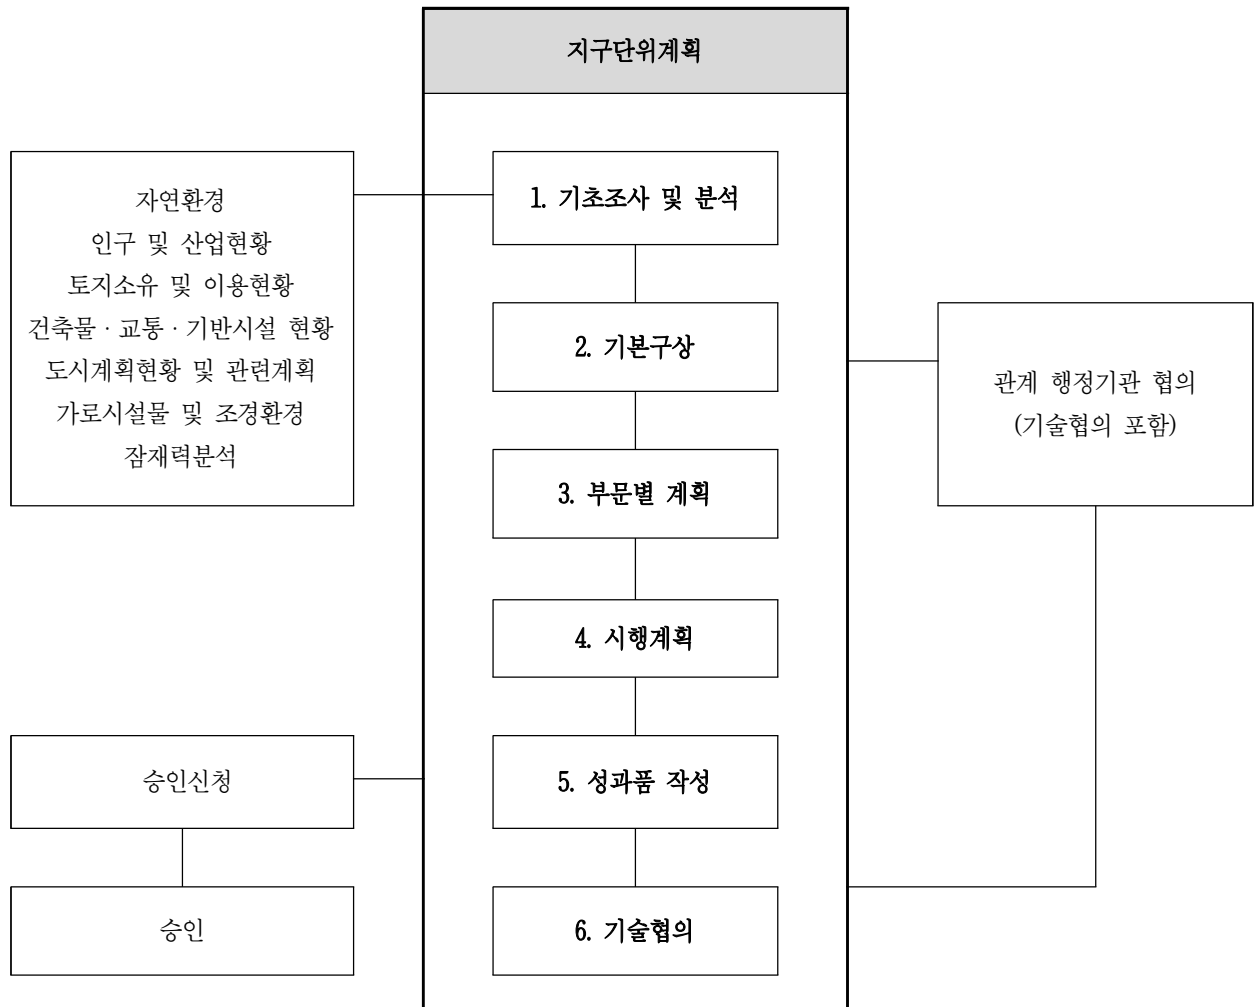 지구단위계획
1. 기초조사 및 분석
자연환경
인구 및 산업현황
토지소유 및 이용현황
건축물 · 교통 · 기반시설 현황
도시계획현황 및 관련계획
가로시설물 및 조경환경
잠재력분석
2. 기본구상
관계 행정기관 협의
(기술협의 포함)
3. 부문별 계획
4. 시행계획
5. 성과품 작성
승인신청
6. 기술협의
승인